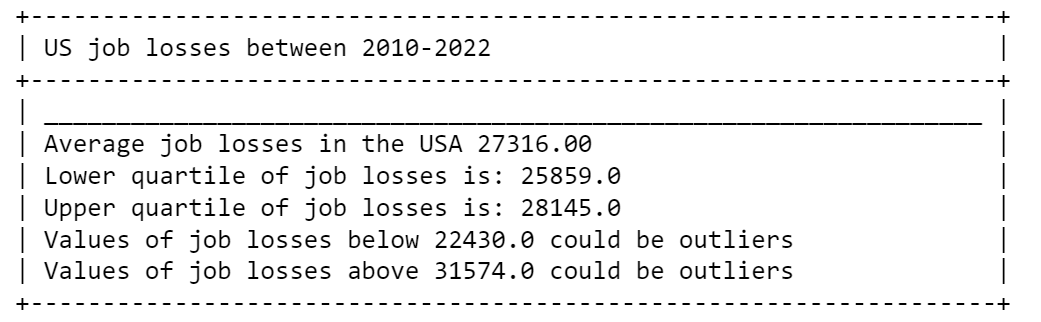 +------------------------------------------------------------------+
| US job losses between 2010-2022 |
+------------------------------------------------------------------+
| _________________________________________________________________ |
| Average job losses in the USA 27316.00 |
| Lower quartile of job losses is: 25859.0 |
| Upper quartile of job losses is: 28145.0 |
| Values of job losses below 22430.0 could be outliers |
| Values of job losses above 31574.0 could be outliers |
+------------------------------------------------------------------+